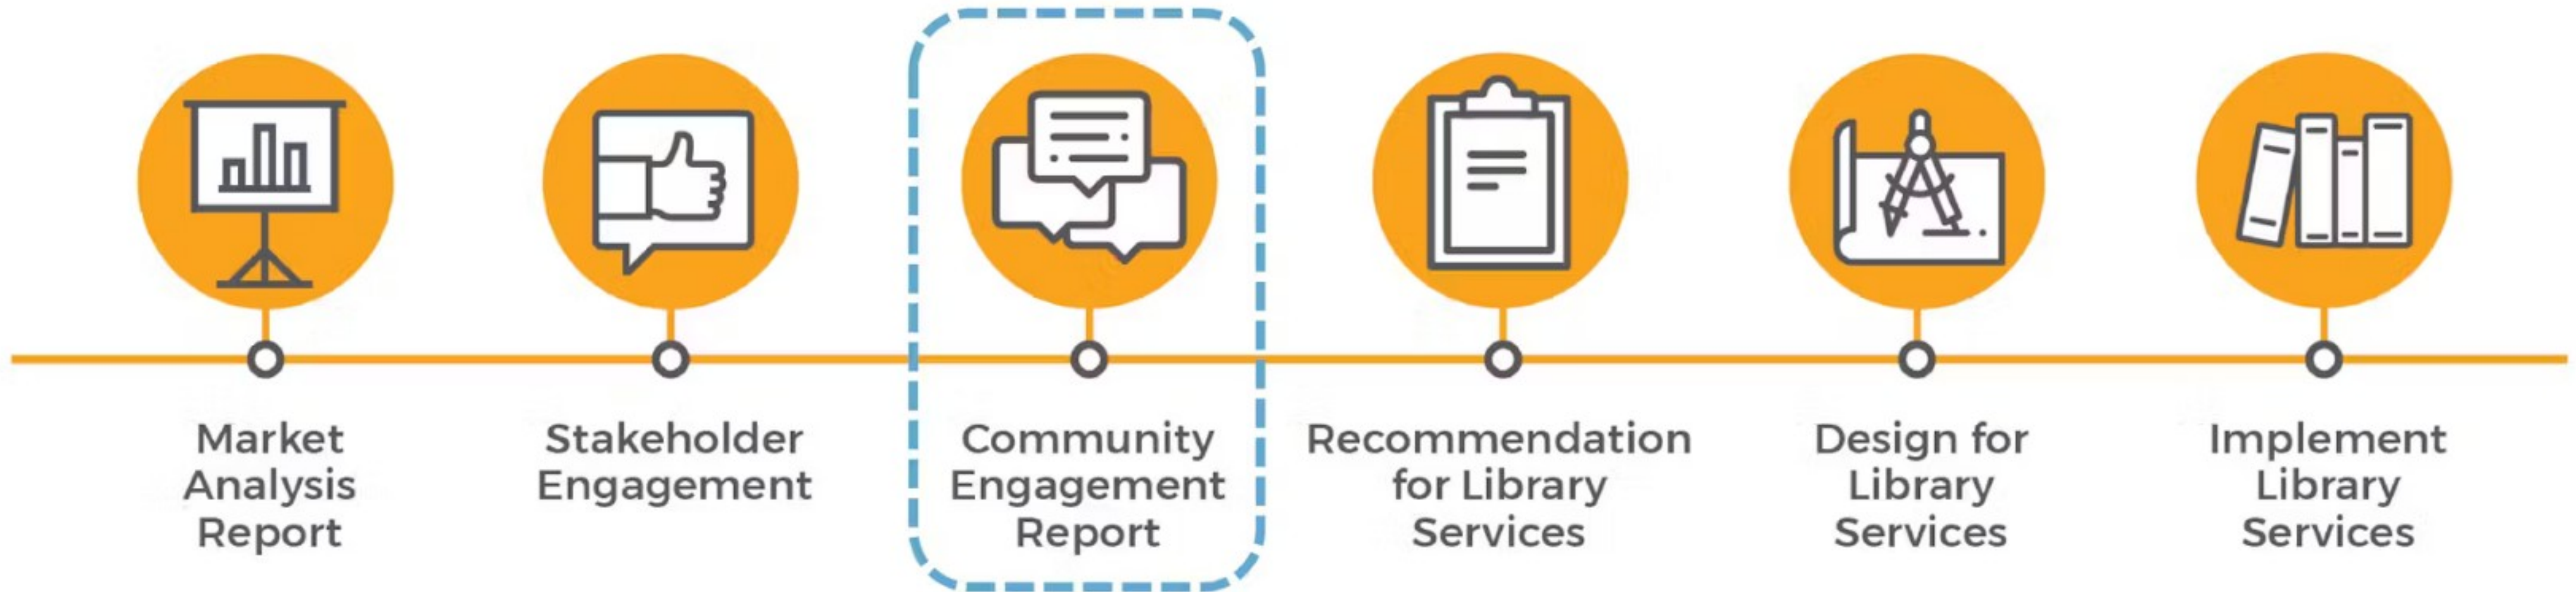 Market
Analysis
Report
Stakeholder
Engagement
Community
Engagement
Report
Recommendation
for Library
Services
Design for
Library
Services
Implement
Library
Services